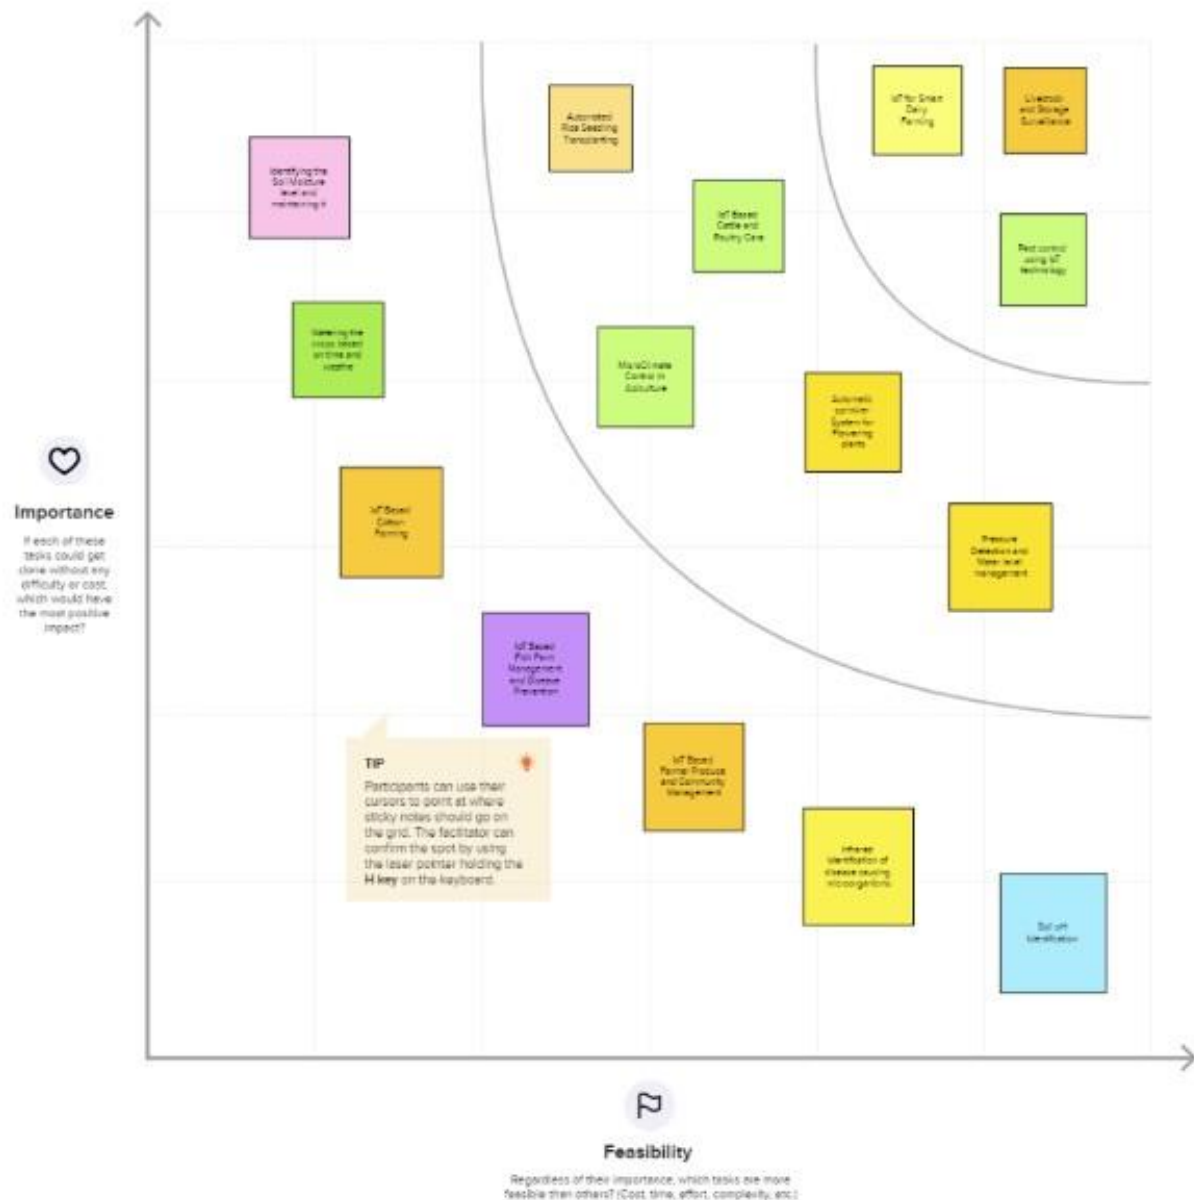 Automated
Rice Seedling
Transplanting
IoT for Smart
Dairy
Farming
Livestock
and Storage
Surveillance
Identifying the
Soil Moisture
level and
maintaining it
IoT Based
Cattle and
Poultry Care
Pest control
using IoT
technology
Watering the
crops based
on time and
weather
MicroClimate
Control in
Automatic
sprinkler
System for
Flowering
plants
Importance
If each of these
tasks could get
done without any
difficulty or cost,
which would have
the most positive
impact?
IoT Based
Farming
Pressure
Detection and
Water level
management
IoT Based
Fish Farm
Management
and Disease
Prevention
TIP
Participants can use their
cursors to point at where
sticky notes should go on
the grid. The facilitator can
confirm the spot by using
the laser pointer holding the
H key on the keyboard.
IoT Based
Farmer Produce
and Community
Management
Infrared
identification of
disease causing
microorganisms
Soil pH
identification
Feasibility
Regardless of their importance, which tasks are more
feasible than others? (Cost, time, effort, complexity, etc.)